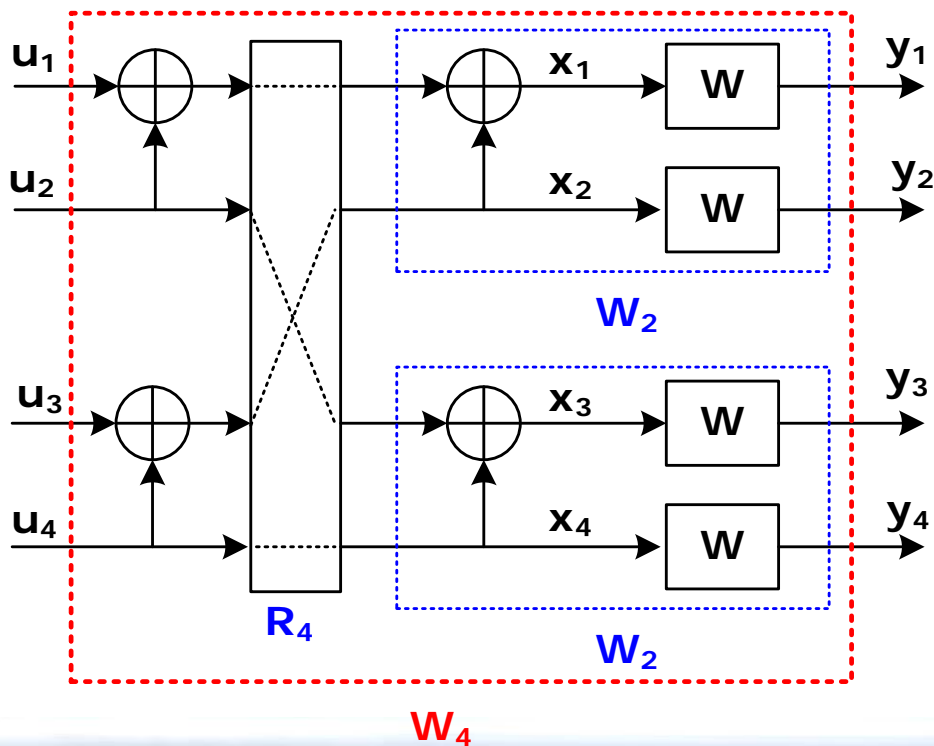 u₁ x₁ W y₁
u₂ x₂ W y₂
W₂
u₃ x₃ W y₃
u₄ x₄ W y₄
R₄
W₂
W₄